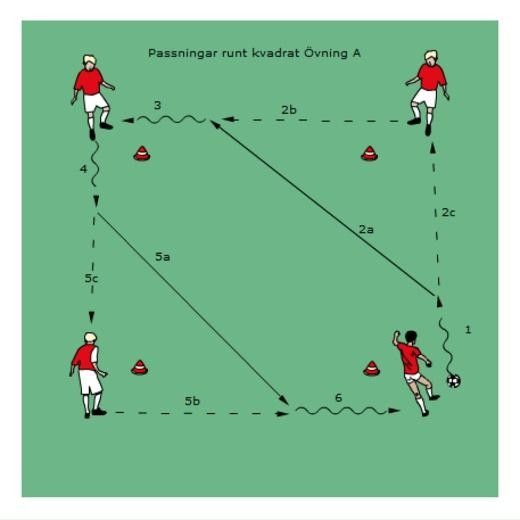 Passningar runt kvadrat Övning A
3
2b
4
2a
2c
5a
5c
1
5b
6